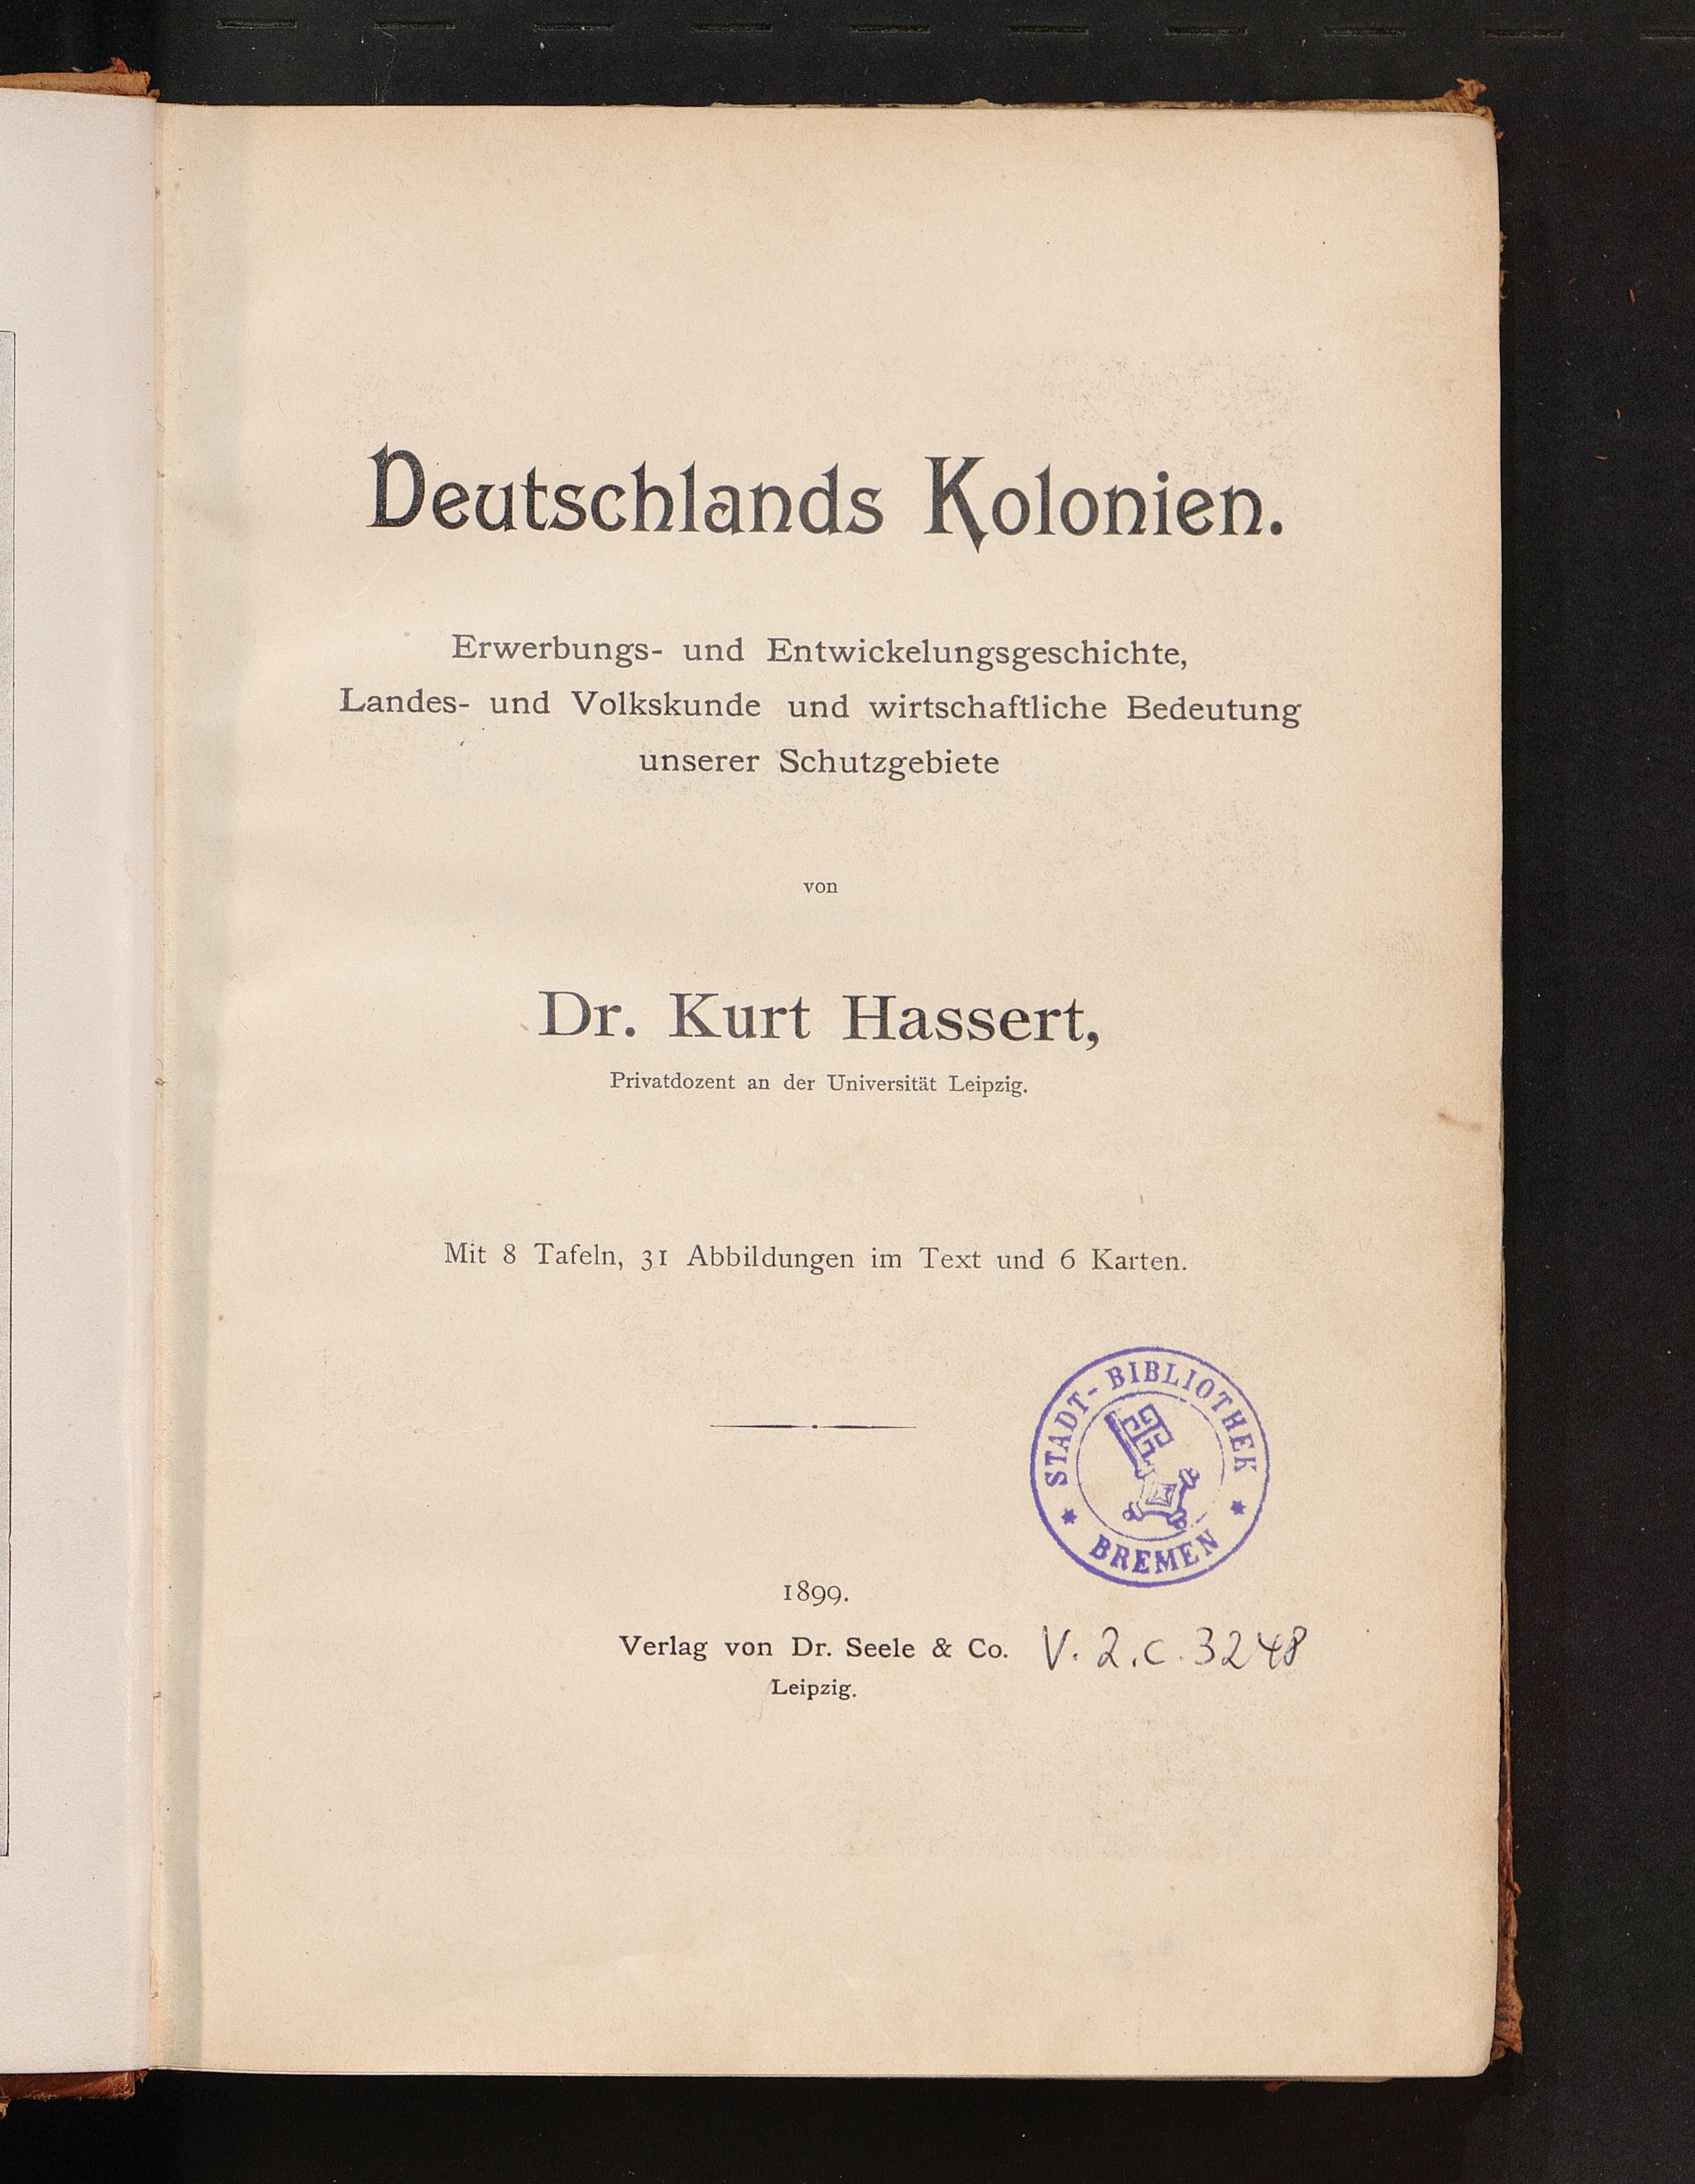 Deutschlands Kolonien.
Erwerbungs- und Entwickelungsgeschichte,
Landes- und Volkskunde und wirtschaftliche Bedeutung
unserer Schutzgebiete
von
Dr. Kurt Hassert,
Privatdozent an der Universität Leipzig.
Mit 8 Tafeln, 31 Abbildungen im Text und 6 Karten.
STADT-BIBLIOTHEK
BREMEN
1899.
Verlag von Dr. Seele & Co.
V. 2. c. 3248
Leipzig.